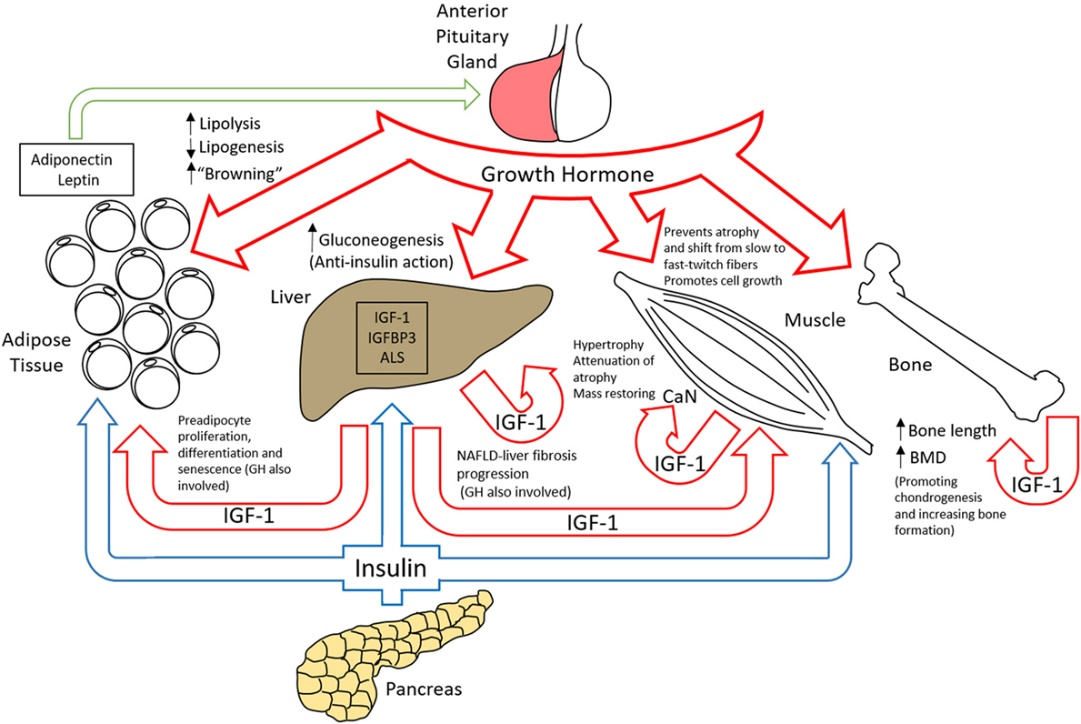 Anterior
Pituitary
Gland
Adiponectin
Leptin
Lipolysis
Lipogenesis
“Browning”
Growth Hormone
Gluconeogenesis
(Anti-insulin action)
Prevents atrophy
and shift from slow to
fast-twitch fibers
Promotes cell growth
Liver
IGF-1
IGFBP3
ALS
Adipose
Tissue
Muscle
Bone
Hypertrophy
Attenuation of
atrophy
Mass restoring
CaN
IGF-1
IGF-1
Preadipocyte
proliferation,
differentiation and
senescence (GH also
involved)
NAFLD-liver fibrosis
progression
(GH also involved)
Bone length
BMD
(Promoting
chondrogenesis
and increasing bone
formation)
IGF-1
IGF-1
IGF-1
Insulin
Pancreas